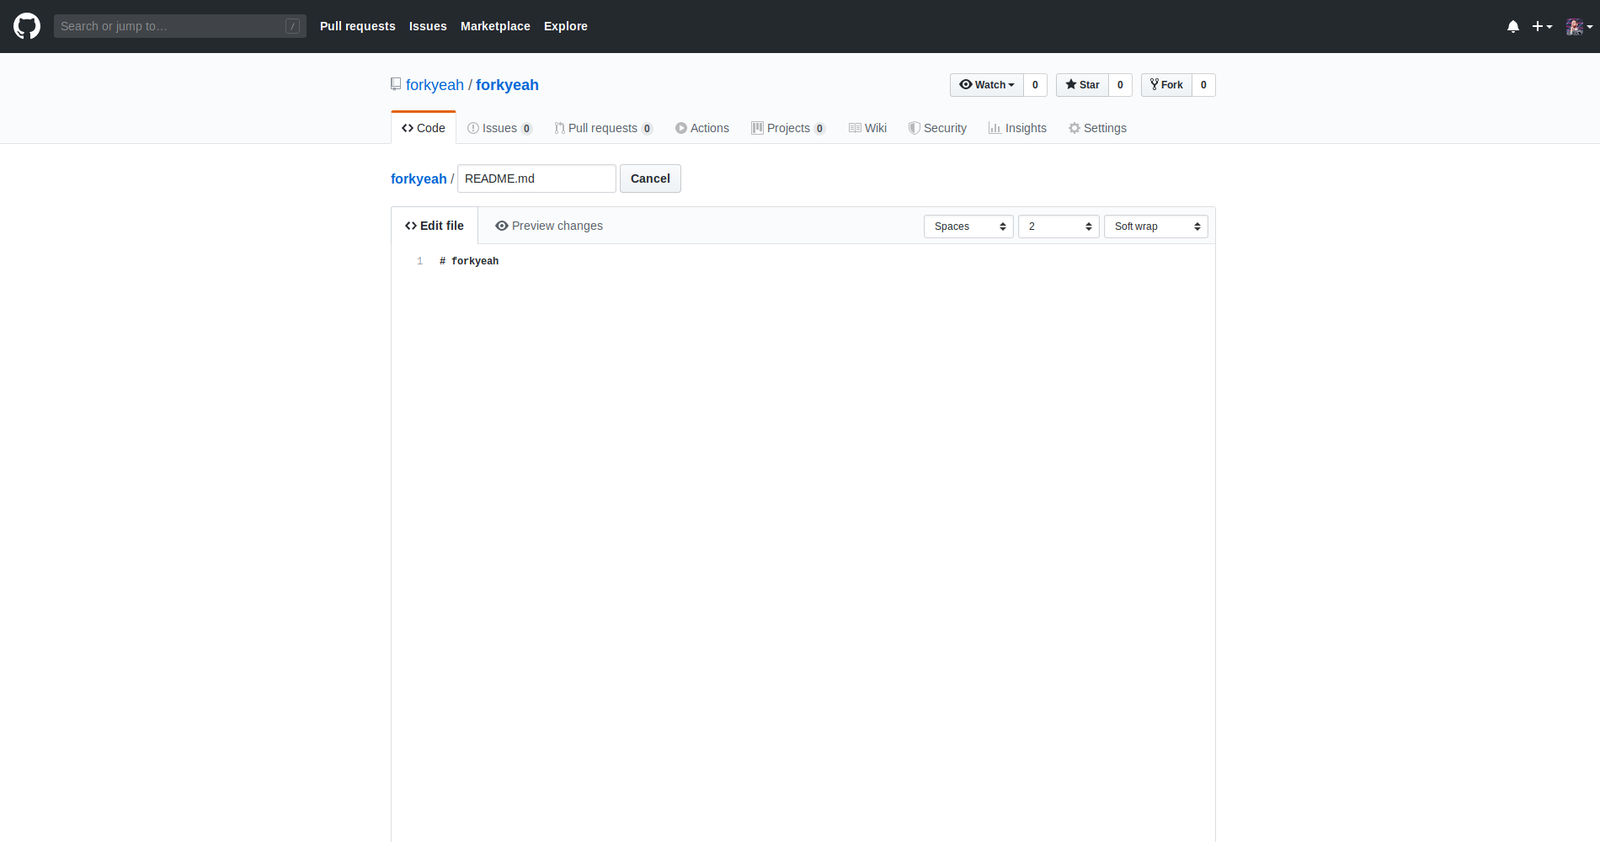 Search or jump to… / Pull requests Issues Marketplace Explore
forkyeah / forkyeah Watch 0 Star 0 Fork 0
Code Issues 0 Pull requests 0 Actions Projects 0 Wiki Security Insights Settings
forkyeah / README.md Cancel
Edit file Preview changes Spaces 2 Soft wrap
1 # forkyeah